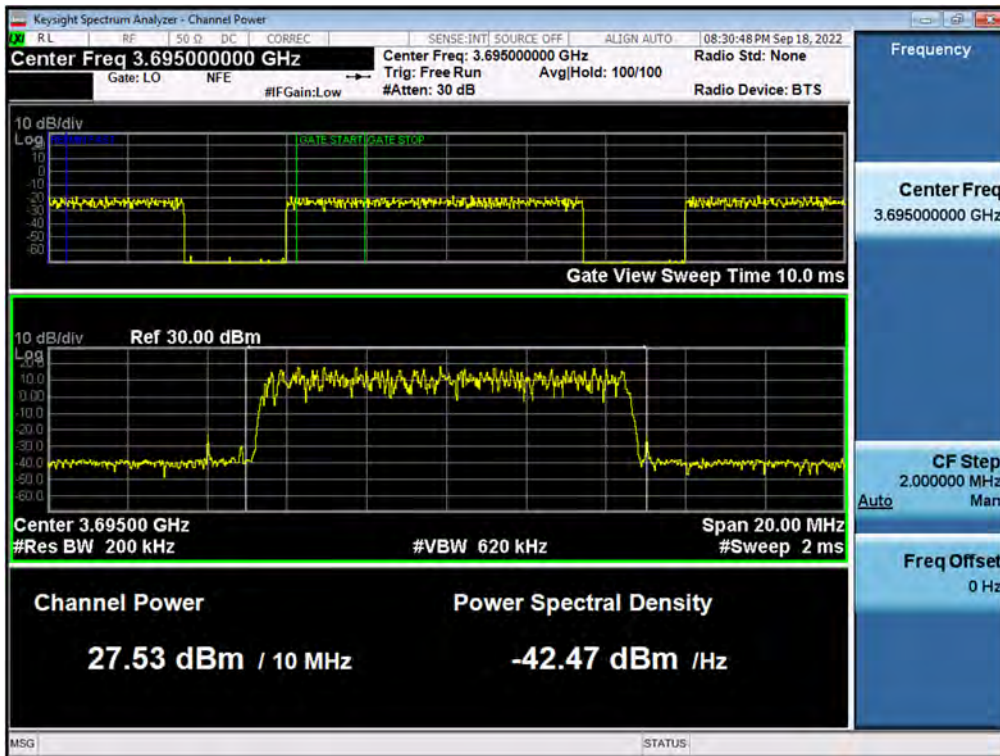 Keysight Spectrum Analyzer - Channel Power
LXI RL RF 50 Ω DC CORREC SENSE:INT SOURCE OFF ALIGN AUTO 08:30:48 PM Sep 18, 2022
Center Freq 3.695000000 GHz Center Freq: 3.695000000 GHz Radio Std: None
Gate: LO NFE Trig: Free Run Avg|Hold: 100/100
#IFGain:Low #Atten: 30 dB Radio Device: BTS
10 dB/div
Log GATE START GATE STOP
20
10
0
-10
-20
-30
-40
-50
-60
Gate View Sweep Time 10.0 ms
10 dB/div Ref 30.00 dBm
Log
20.0
10.0
0.00
-10.0
-20.0
-30.0
-40.0
-50.0
-60.0
Center 3.69500 GHz Span 20.00 MHz
#Res BW 200 kHz #VBW 620 kHz #Sweep 2 ms
Channel Power Power Spectral Density
27.53 dBm / 10 MHz -42.47 dBm /Hz
MSG STATUS
Frequency
Center Freq
3.695000000 GHz
CF Step
2.000000 MHz
Auto Man
Freq Offset
0 Hz